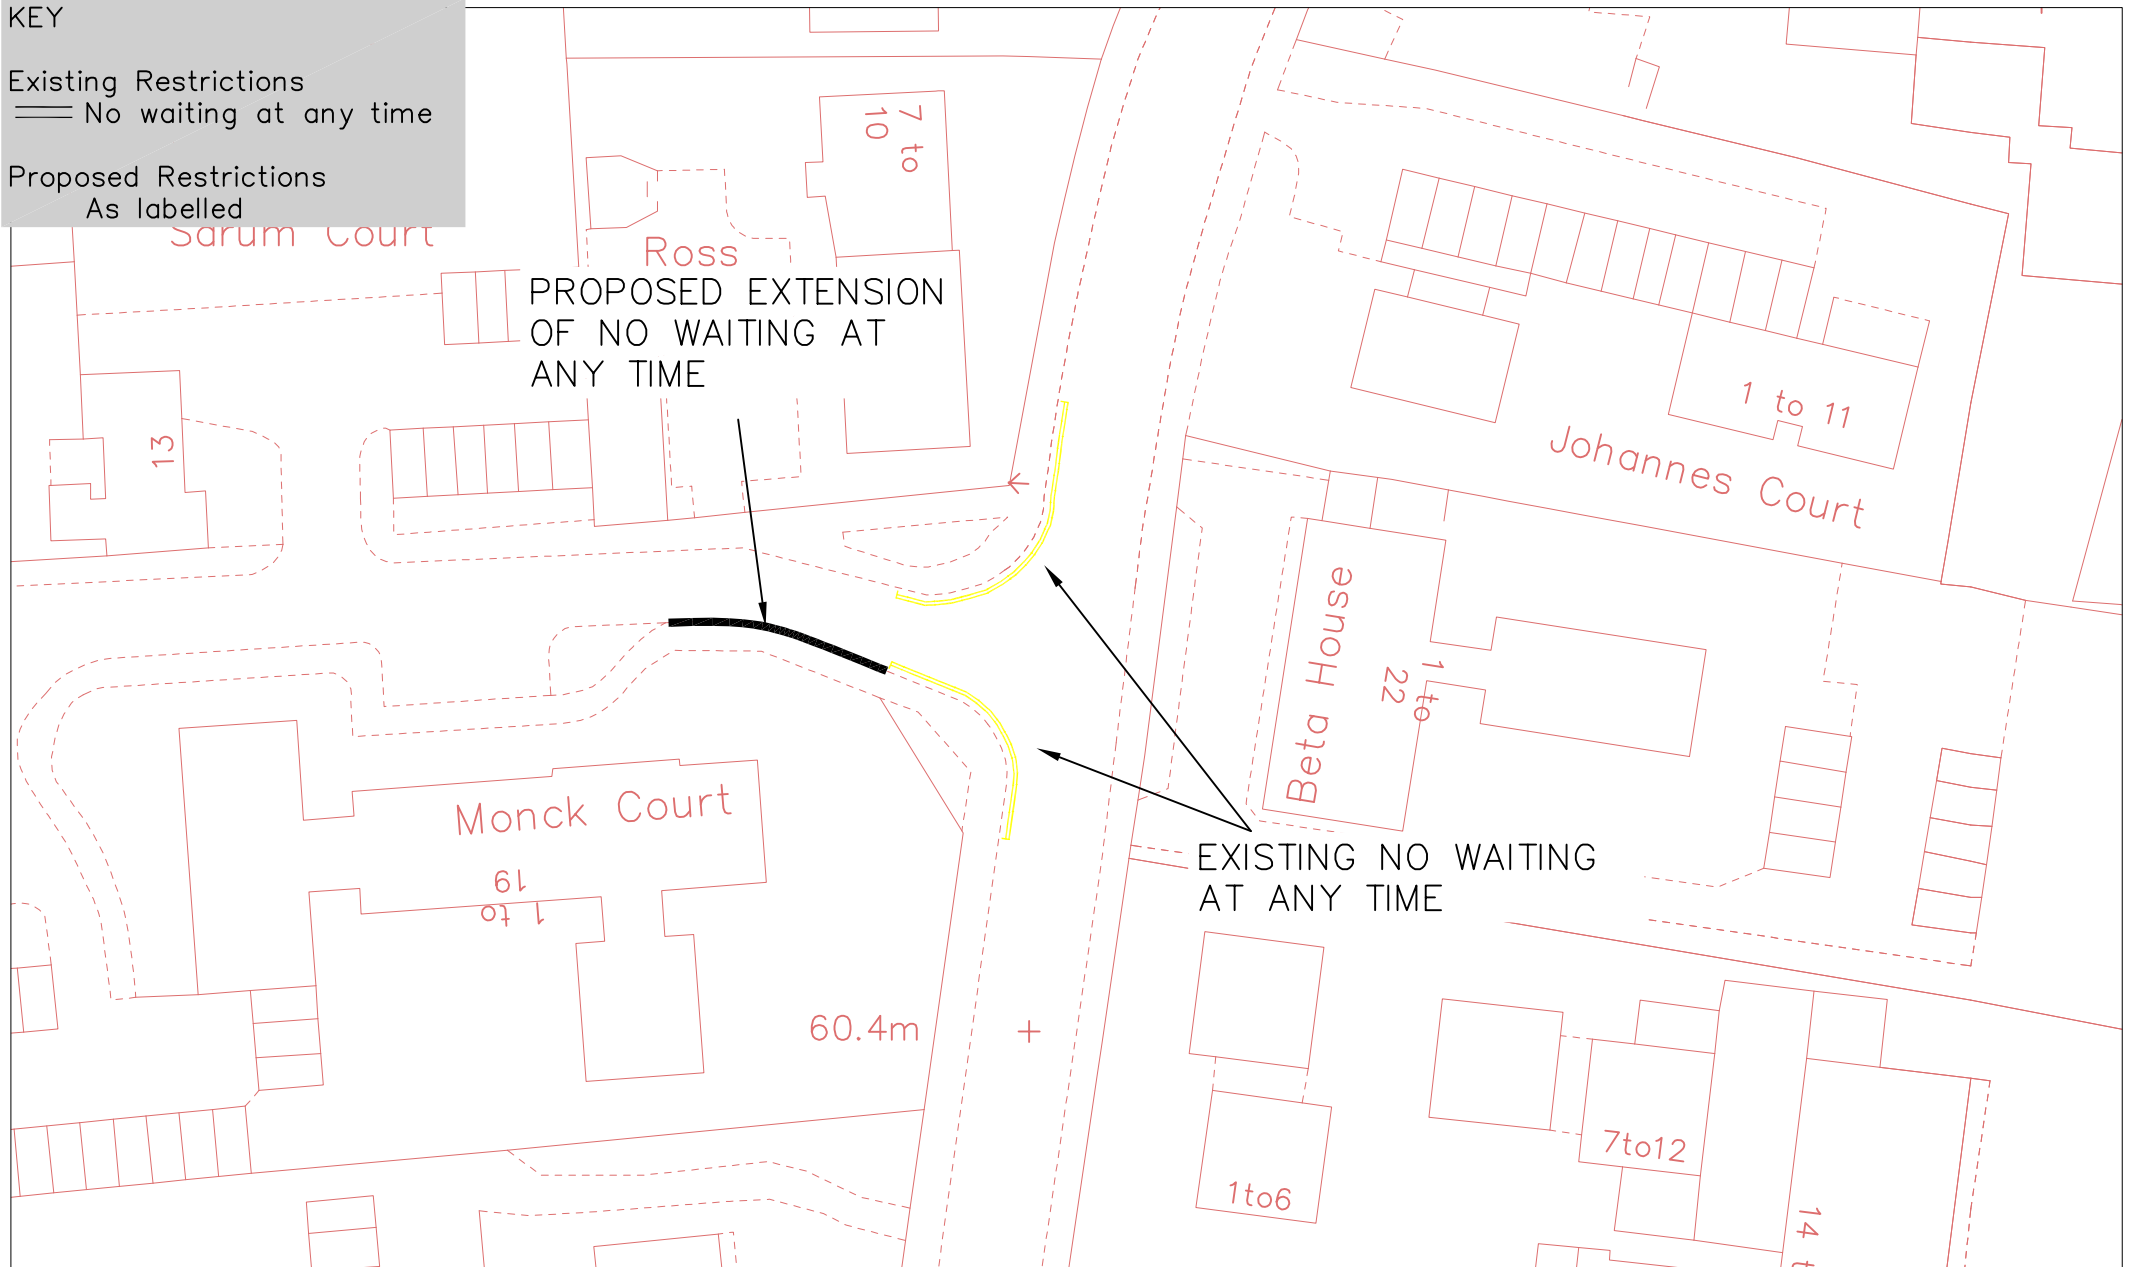 KEY
Existing Restrictions
No waiting at any time
Proposed Restrictions
As labelled
Sarum Court
7 to
10
Ross
PROPOSED EXTENSION
OF NO WAITING AT
ANY TIME
13
1 to 11
Johannes Court
Beta House
1 to
22
Monck Court
1 to
19
EXISTING NO WAITING
AT ANY TIME
60.4m
7to12
1to6
14